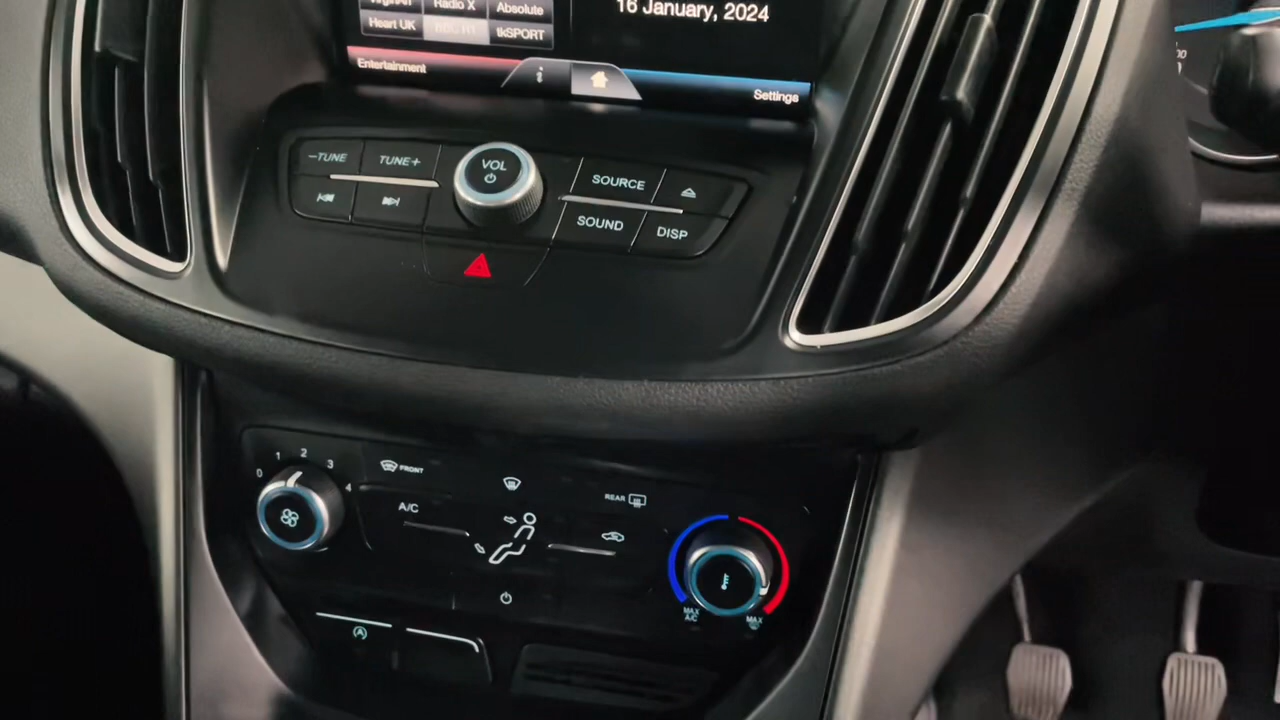 Radio X
Absolute
Heart UK
tkSPORT
16 January, 2024
Entertainment
i
Settings
–TUNE
TUNE+
VOL
SOURCE
SOUND
DISP
0
1
2
3
4
FRONT
A/C
REAR
MAX
A/C
MAX